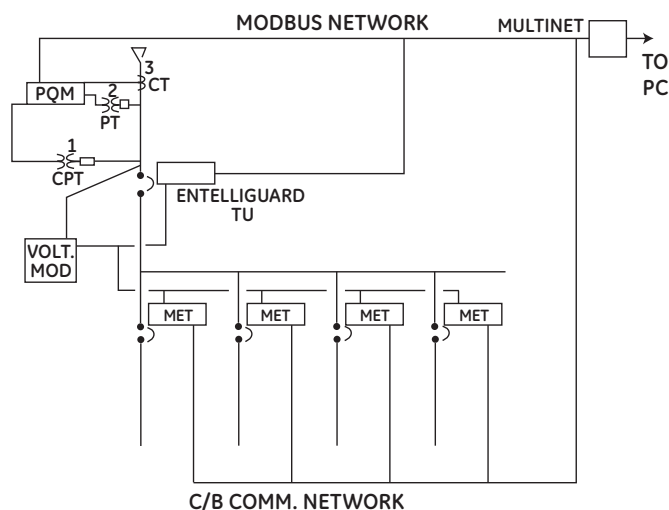 MODBUS NETWORK
MULTINET
TO
PC
3
CT
PQM
2
PT
1
CPT
ENTELLIGUARD
TU
VOLT.
MOD
MET
MET
MET
MET
C/B COMM. NETWORK